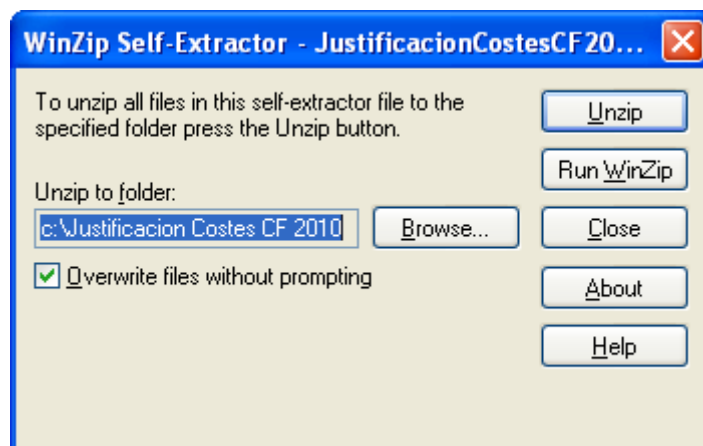 WinZip Self-Extractor - JustificacionCostesCF20...
To unzip all files in this self-extractor file to the
specified folder press the Unzip button.
Unzip
Run WinZip
Unzip to folder:
c:\Justificacion Costes CF 2010
Browse...
Close
Overwrite files without prompting
About
Help